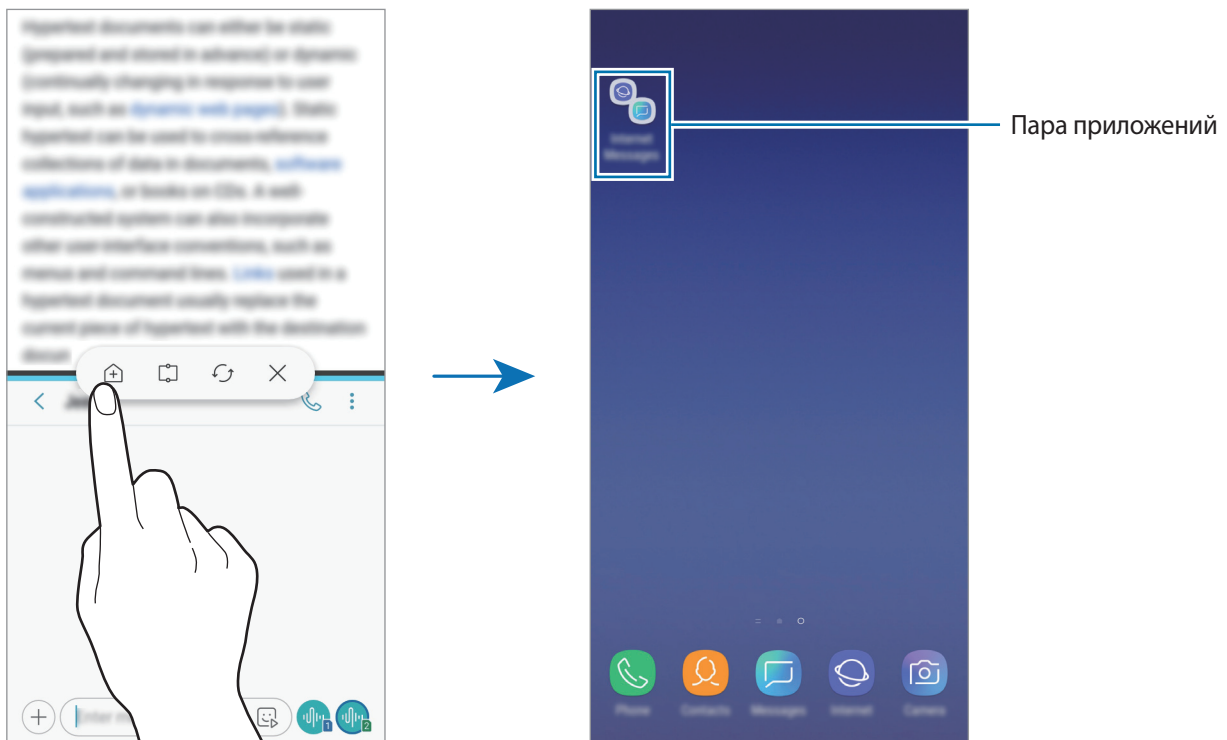 Hypertext documents can either be static
(prepared and stored in advance) or dynamic
(continually changing in response to user
input, such as dynamic web pages). Static
hypertext can be used to cross-reference
collections of data in documents, software
applications, or books on CDs. A well-
constructed system can also incorporate
other user-interface conventions, such as
menus and command lines. Links used in a
hypertext document usually replace the
current piece of hypertext with the destination
Enter
1
2
Internet
Messages
Пара приложений
Phone
Contacts
Messages
Internet
Camera